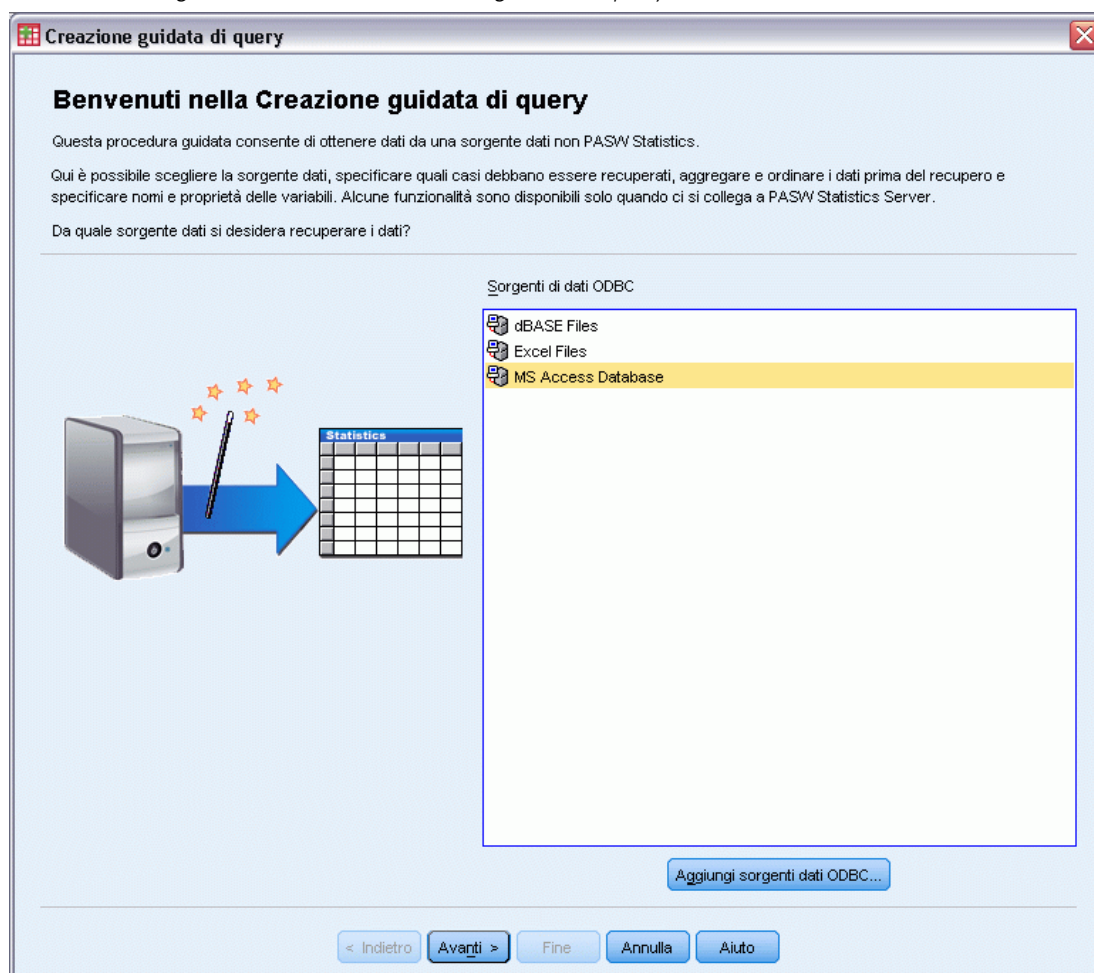 Creazione guidata di query
Benvenuti nella Creazione guidata di query
Questa procedura guidata consente di ottenere dati da una sorgente dati non PASW Statistics.
Qui è possibile scegliere la sorgente dati, specificare quali casi debbano essere recuperati, aggregare e ordinare i dati prima del recupero e
specificare nomi e proprietà delle variabili. Alcune funzionalità sono disponibili solo quando ci si collega a PASW Statistics Server.
Da quale sorgente dati si desidera recuperare i dati?
Sorgenti di dati ODBC
dBASE Files
Excel Files
MS Access Database
Statistics
Aggiungi sorgenti dati ODBC...
< Indietro
Avanti >
Fine
Annulla
Aiuto